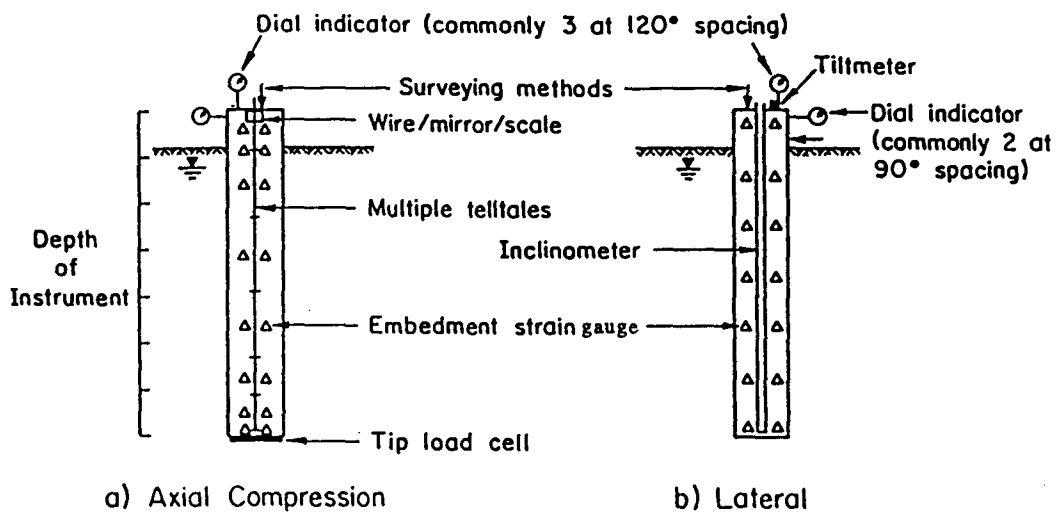 Dial indicator (commonly 3 at 120° spacing)
Surveying methods
Tiltmeter
Wire/mirror/scale
Dial indicator
(commonly 2 at
90° spacing)
Multiple telltales
Depth
of
Instrument
Inclinometer
Embedment strain gauge
Tip load cell
a) Axial Compression
b) Lateral